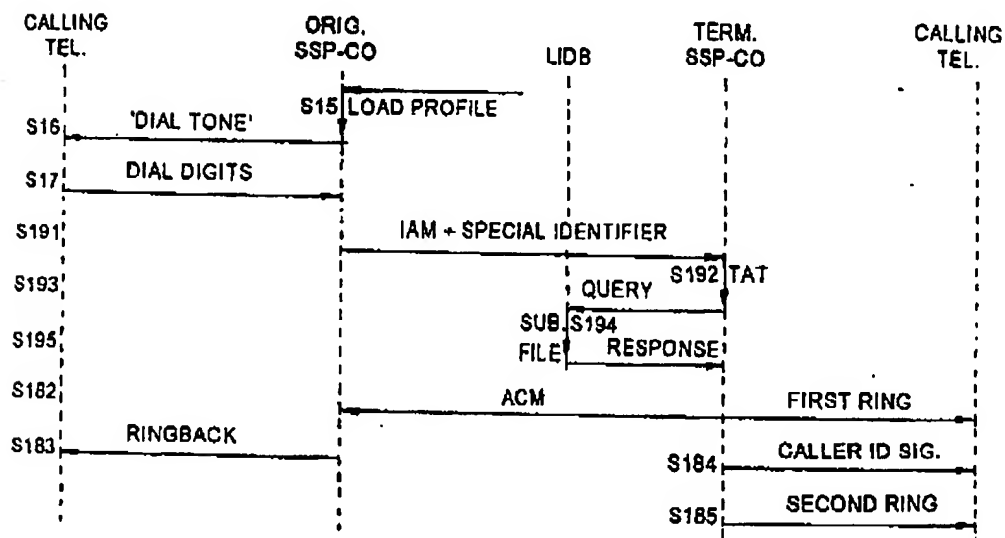 CALLING TEL.
ORIG. SSP-CO
LIDB
TERM. SSP-CO
CALLING TEL.
S15 LOAD PROFILE
S16 'DIAL TONE'
S17 DIAL DIGITS
S191 IAM + SPECIAL IDENTIFIER
S192 TAT
S193 QUERY
SUB. S194
S195 FILE RESPONSE
S182 ACM FIRST RING
S183 RINGBACK
S184 CALLER ID SIG.
S185 SECOND RING